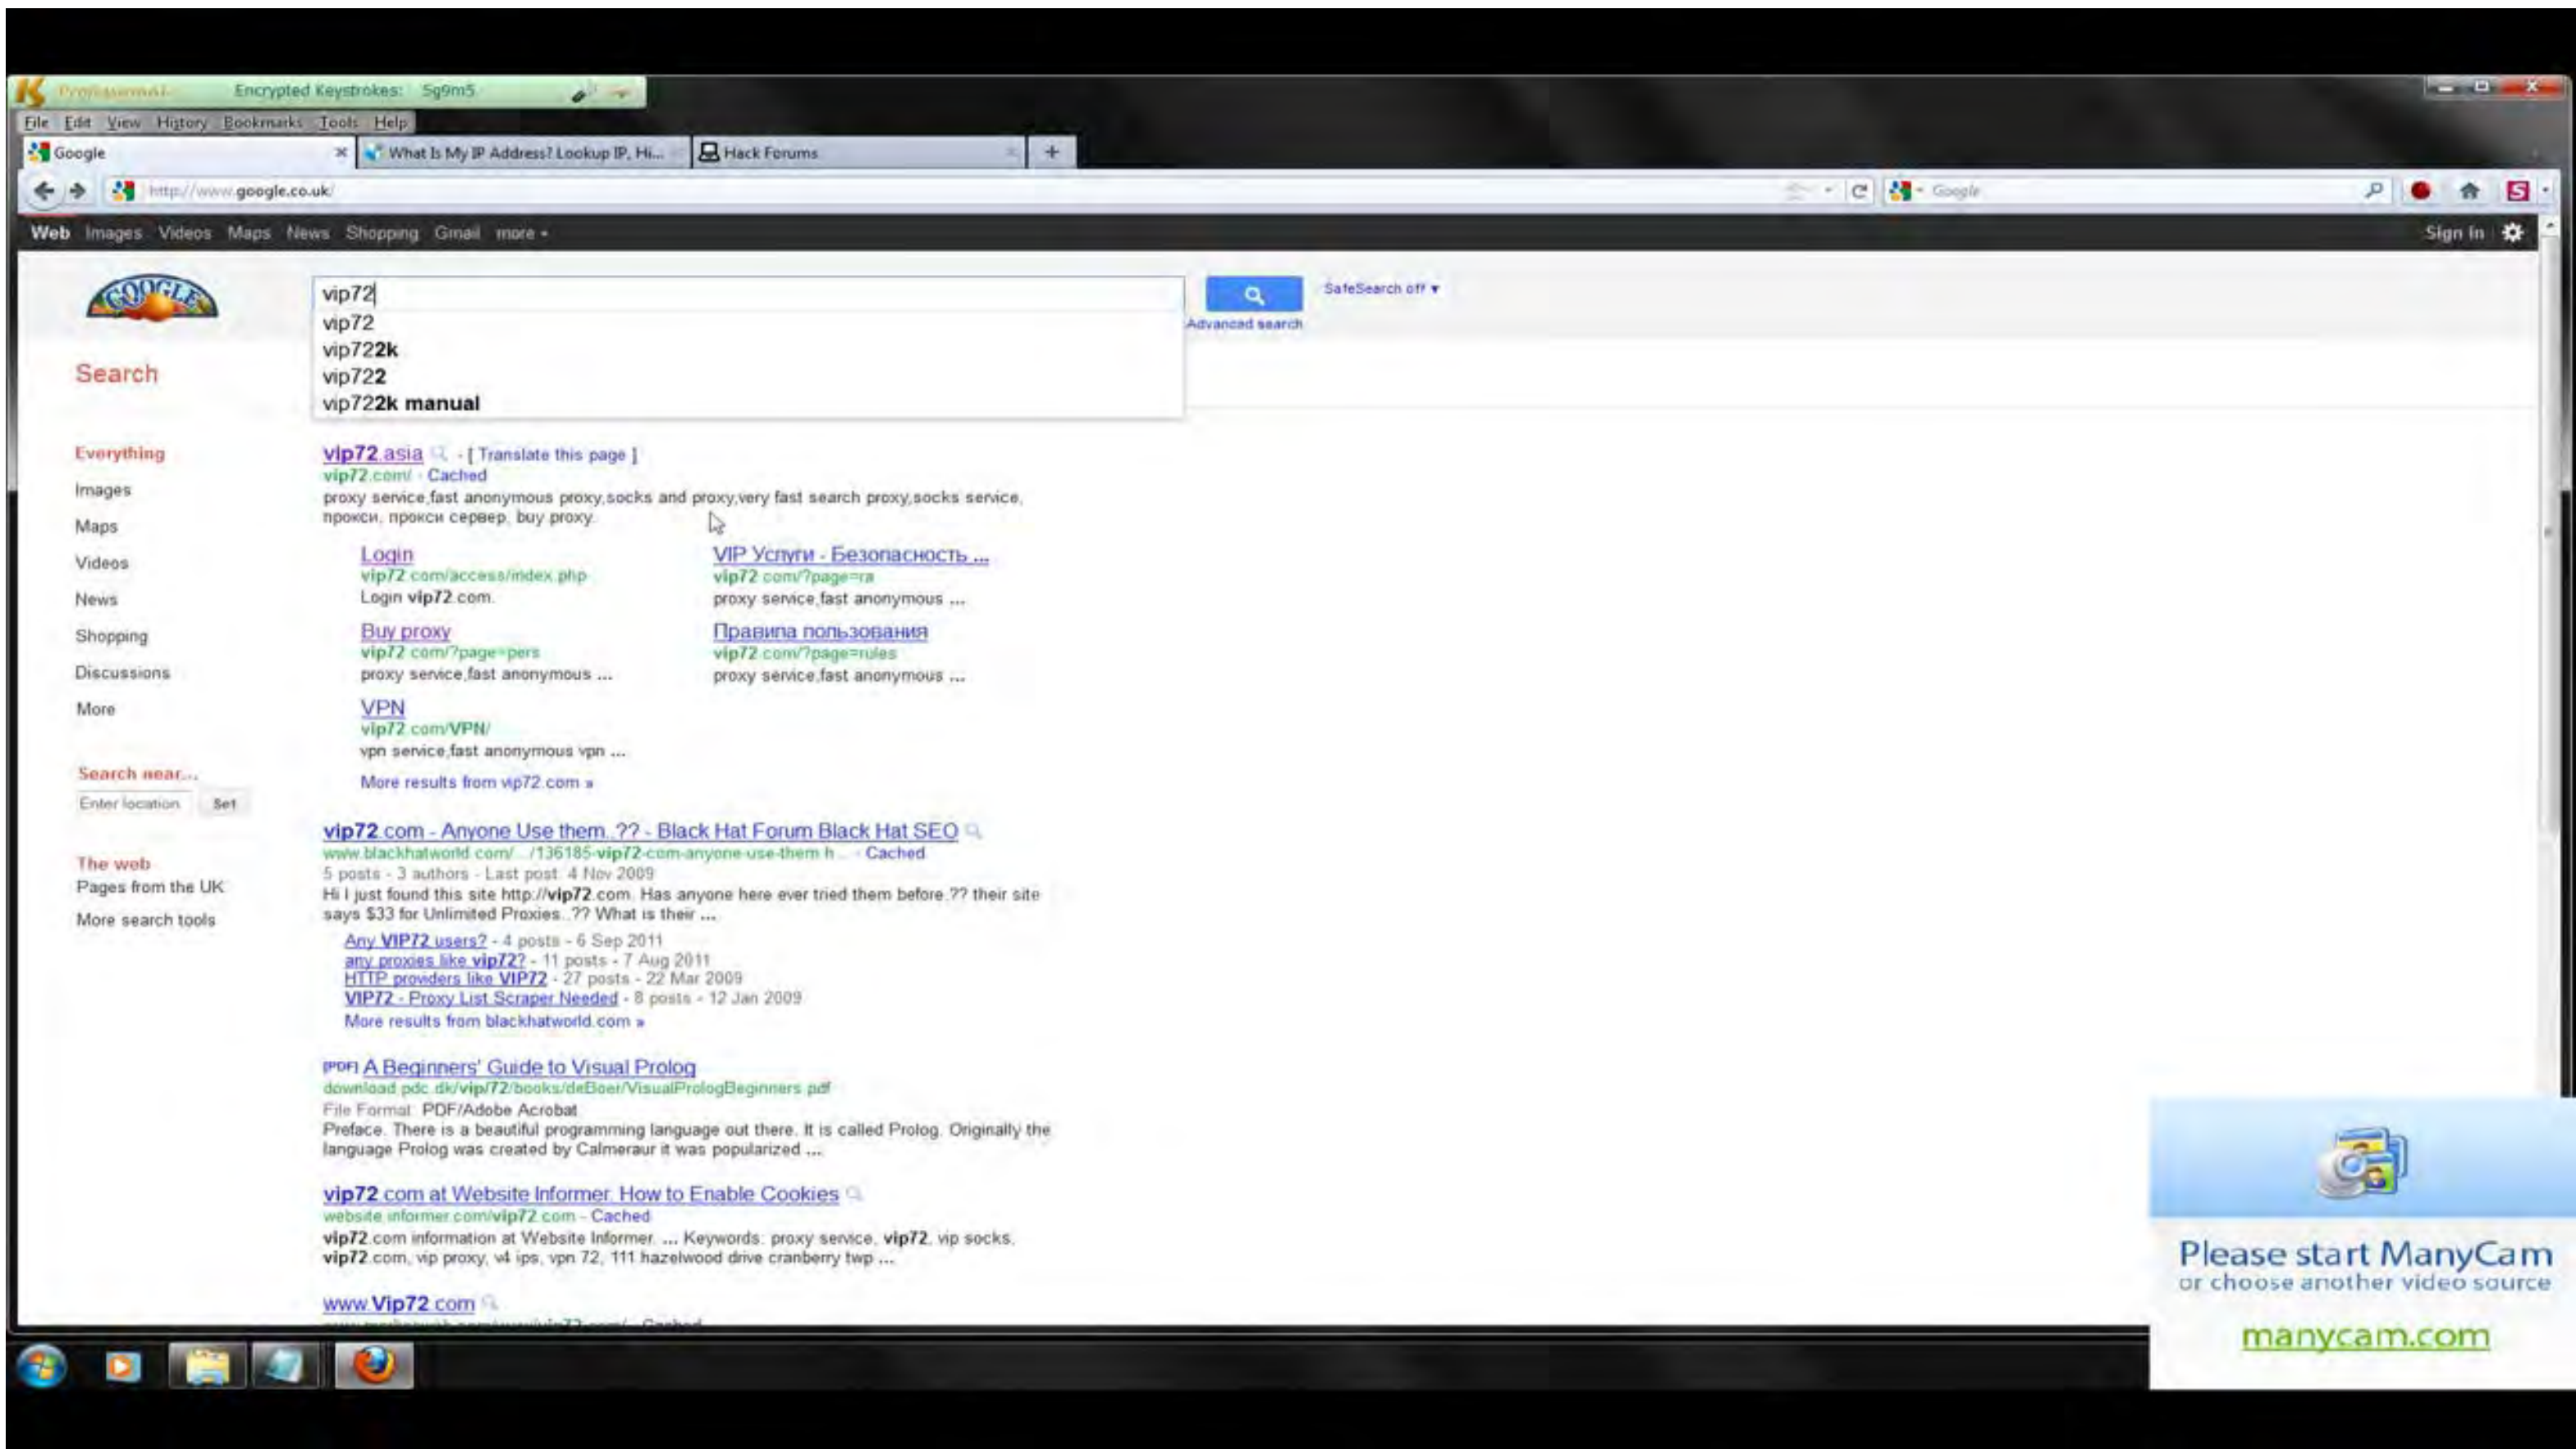 Professional
Encrypted Keystrokes: 5g9m5
File Edit View History Bookmarks Tools Help
Google
What Is My IP Address? Lookup IP, Hi...
Hack Forums
http://www.google.co.uk/
Google
Web Images Videos Maps News Shopping Gmail more
Sign in
GOOGLE
vip72
SafeSearch off
Advanced search
vip72
vip722k
vip722
vip722k manual
Search
Everything
Images
Maps
Videos
News
Shopping
Discussions
More
Search near...
Enter location Set
The web
Pages from the UK
More search tools
vip72.asia - [ Translate this page ]
vip72.com/ - Cached
proxy service,fast anonymous proxy,socks and proxy,very fast search proxy,socks service,
прокси, прокси сервер, buy proxy.
Login
vip72.com/access/index.php
Login vip72.com.
VIP Услуги - Безопасность ...
vip72.com/?page=ra
proxy service,fast anonymous ...
Buy proxy
vip72.com/?page=pers
proxy service,fast anonymous ...
Правила пользования
vip72.com/?page=rules
proxy service,fast anonymous ...
VPN
vip72.com/VPN/
vpn service,fast anonymous vpn ...
More results from vip72.com »
vip72.com - Anyone Use them..?? - Black Hat Forum Black Hat SEO
www.blackhatworld.com/.../136185-vip72-com-anyone-use-them.h... - Cached
5 posts - 3 authors - Last post: 4 Nov 2009
Hi I just found this site http://vip72.com. Has anyone here ever tried them before.?? their site
says $33 for Unlimited Proxies..?? What is their ...
Any VIP72 users? - 4 posts - 6 Sep 2011
any proxies like vip72? - 11 posts - 7 Aug 2011
HTTP providers like VIP72 - 27 posts - 22 Mar 2009
VIP72 - Proxy List Scraper Needed - 8 posts - 12 Jan 2009
More results from blackhatworld.com »
[PDF] A Beginners' Guide to Visual Prolog
download.pdc.dk/vip/72/books/deBoer/VisualPrologBeginners.pdf
File Format: PDF/Adobe Acrobat
Preface. There is a beautiful programming language out there. It is called Prolog. Originally the
language Prolog was created by Calmeraur it was popularized ...
vip72.com at Website Informer. How to Enable Cookies
website.informer.com/vip72.com - Cached
vip72.com information at Website Informer. ... Keywords: proxy service, vip72, vip socks,
vip72.com, vip proxy, v4 ips, vpn 72, 111 hazelwood drive cranberry twp ...
www.Vip72.com
Cached
Please start ManyCam
or choose another video source
manycam.com